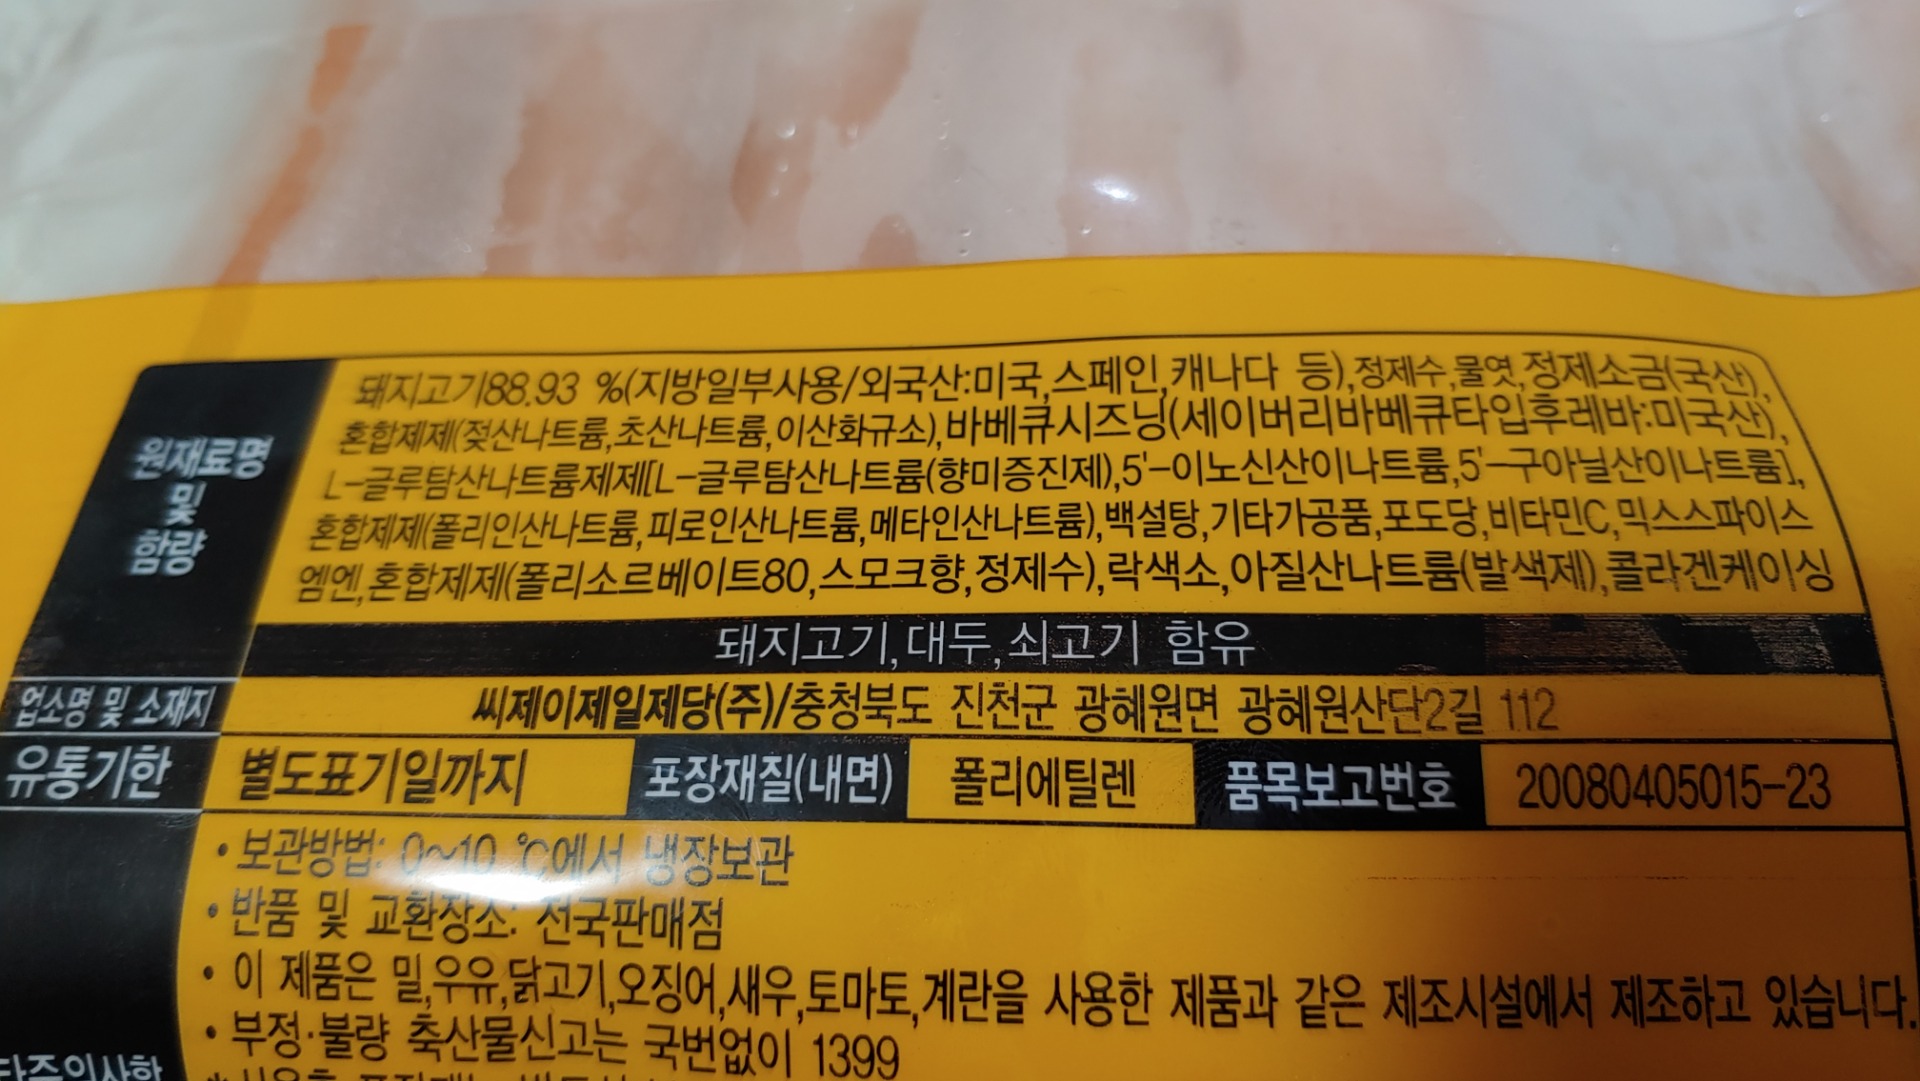 원재료명
및
함량
돼지고기88.93 %(지방일부사용/외국산:미국,스페인,캐나다 등),정제수,물엿,정제소금(국산),
혼합제제(젖산나트륨,초산나트륨,이산화규소),바베큐시즈닝(세이버리바베큐타입후레바:미국산),
L-글루탐산나트륨제제[L-글루탐산나트륨(향미증진제),5'-이노신산이나트륨,5'-구아닐산이나트륨],
혼합제제(폴리인산나트륨,피로인산나트륨,메타인산나트륨),백설탕,기타가공품,포도당,비타민C,믹스스파이스
엠엔,혼합제제(폴리소르베이트80,스모크향,정제수),락색소,아질산나트륨(발색제),콜라겐케이싱
돼지고기,대두,쇠고기 함유
업소명 및 소재지 씨제이제일제당(주)/충청북도 진천군 광혜원면 광혜원산단2길 112
유통기한 별도표기일까지 포장재질(내면) 폴리에틸렌 품목보고번호 20080405015-23
• 보관방법: 0~10 ℃에서 냉장보관
• 반품 및 교환장소: 전국판매점
• 이 제품은 밀,우유,닭고기,오징어,새우,토마토,계란을 사용한 제품과 같은 제조시설에서 제조하고 있습니다.
• 부정·불량 축산물신고는 국번없이 1399
타주의사항